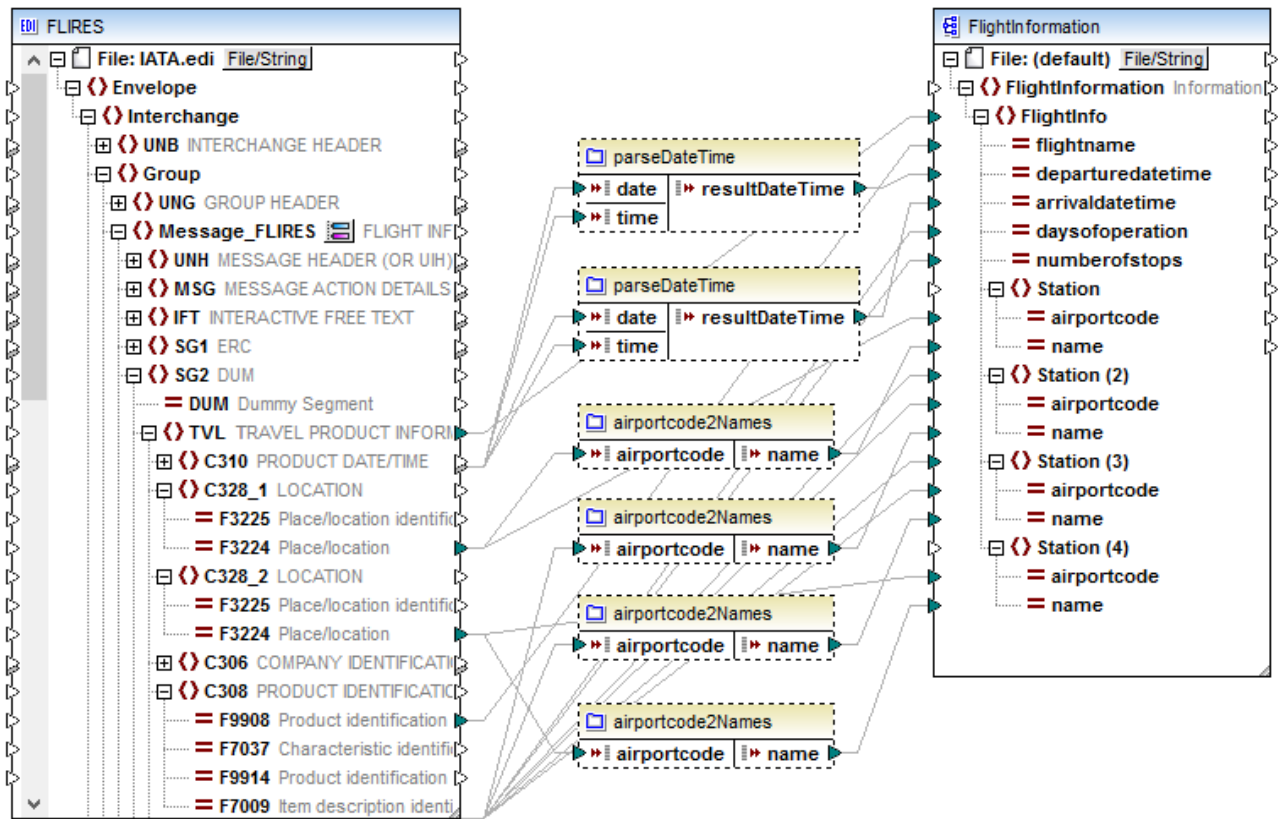 EDI FLIRES
File: IATA.edi File/String
Envelope
Interchange
UNB INTERCHANGE HEADER
Group
UNG GROUP HEADER
Message_FLIRES FLIGHT INF
UNH MESSAGE HEADER (OR UIH)
MSG MESSAGE ACTION DETAILS
IFT INTERACTIVE FREE TEXT
SG1 ERC
SG2 DUM
DUM Dummy Segment
TVL TRAVEL PRODUCT INFORM
C310 PRODUCT DATE/TIME
C328_1 LOCATION
F3225 Place/location identific
F3224 Place/location
C328_2 LOCATION
F3225 Place/location identific
F3224 Place/location
C306 COMPANY IDENTIFICATI
C308 PRODUCT IDENTIFICATIC
F9908 Product identification
F7037 Characteristic identifi
F9914 Product identification
F7009 Item description identi
parseDateTime
date resultDateTime
time
parseDateTime
date resultDateTime
time
airportcode2Names
airportcode name
airportcode2Names
airportcode name
airportcode2Names
airportcode name
airportcode2Names
airportcode name
FlightInformation
File: (default) File/String
FlightInformation Information
FlightInfo
flightname
departuredatetime
arrivaldatetime
daysofoperation
numberofstops
Station
airportcode
name
Station (2)
airportcode
name
Station (3)
airportcode
name
Station (4)
airportcode
name